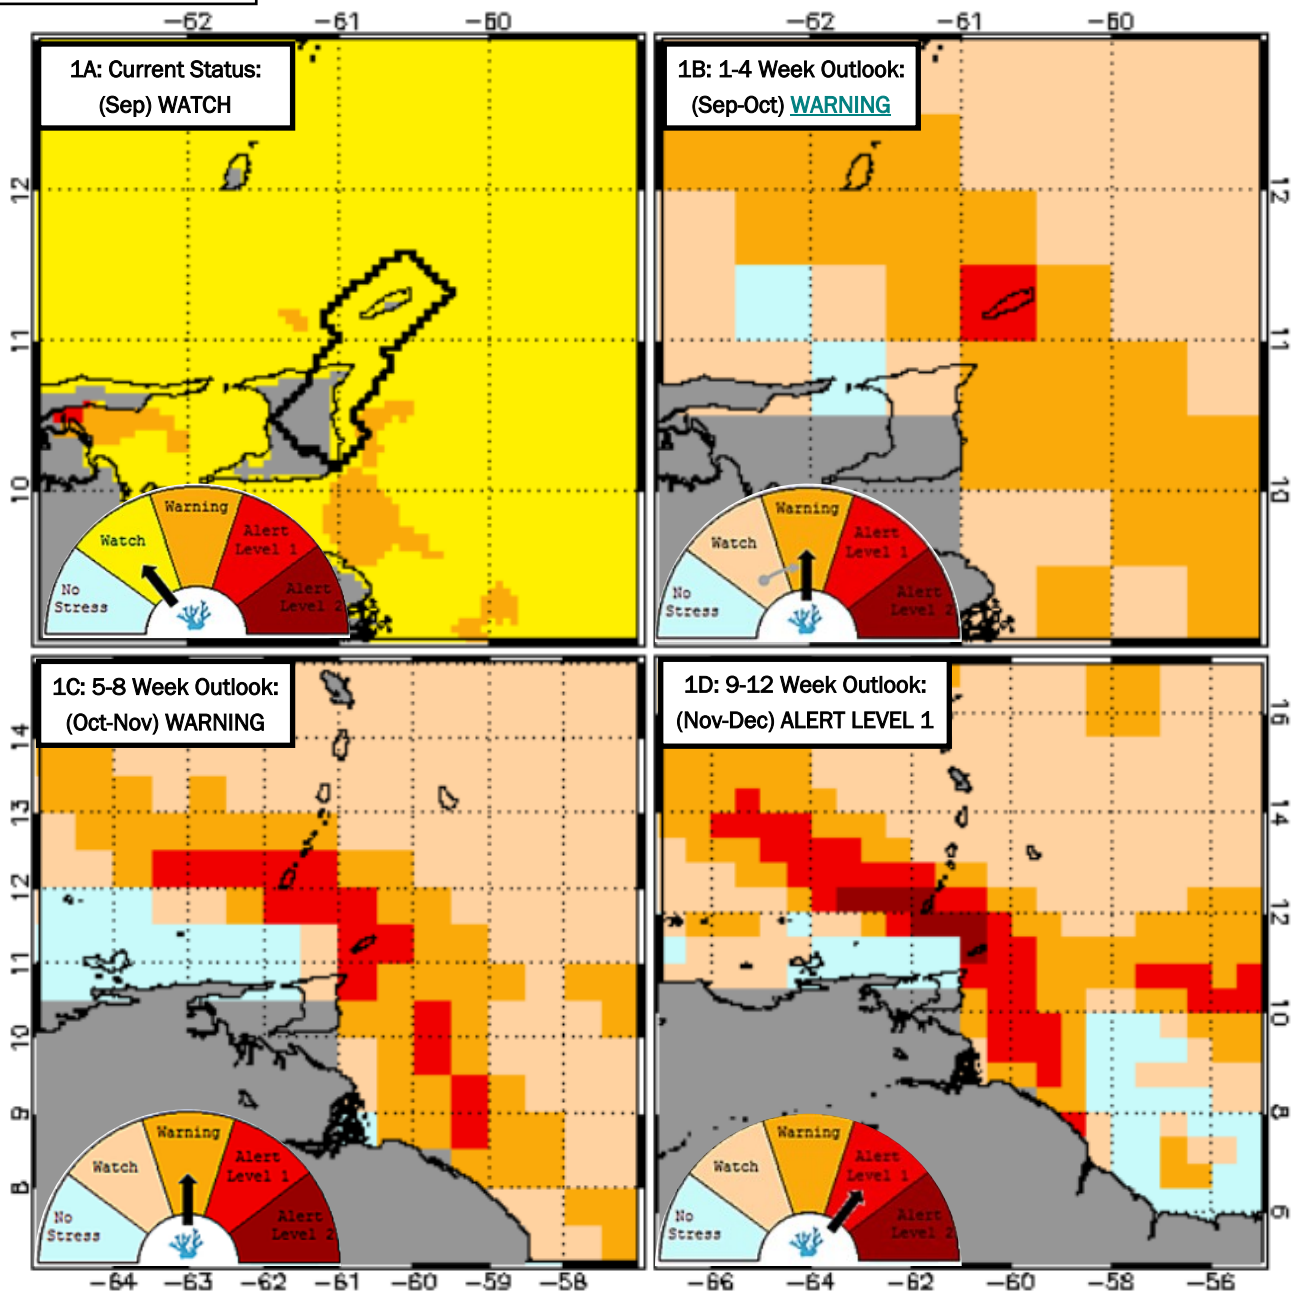 −62 −61 −60
−62 −61 −60
1A: Current Status:
(Sep) WATCH
12
11
10
No
Stress
Watch
Warning
Alert
Level 1
Alert
Level 2
1B: 1-4 Week Outlook:
(Sep-Oct) WARNING
12
11
10
No
Stress
Watch
Warning
Alert
Level 1
Alert
Level 2
1C: 5-8 Week Outlook:
(Oct-Nov) WARNING
14
13
12
11
10
9
8
No
Stress
Watch
Warning
Alert
Level 1
Alert
Level 2
−64 −63 −62 −61 −60 −59 −58
1D: 9-12 Week Outlook:
(Nov-Dec) ALERT LEVEL 1
16
14
12
10
8
6
No
Stress
Watch
Warning
Alert
Level 1
Alert
Level 2
−66 −64 −62 −60 −58 −56